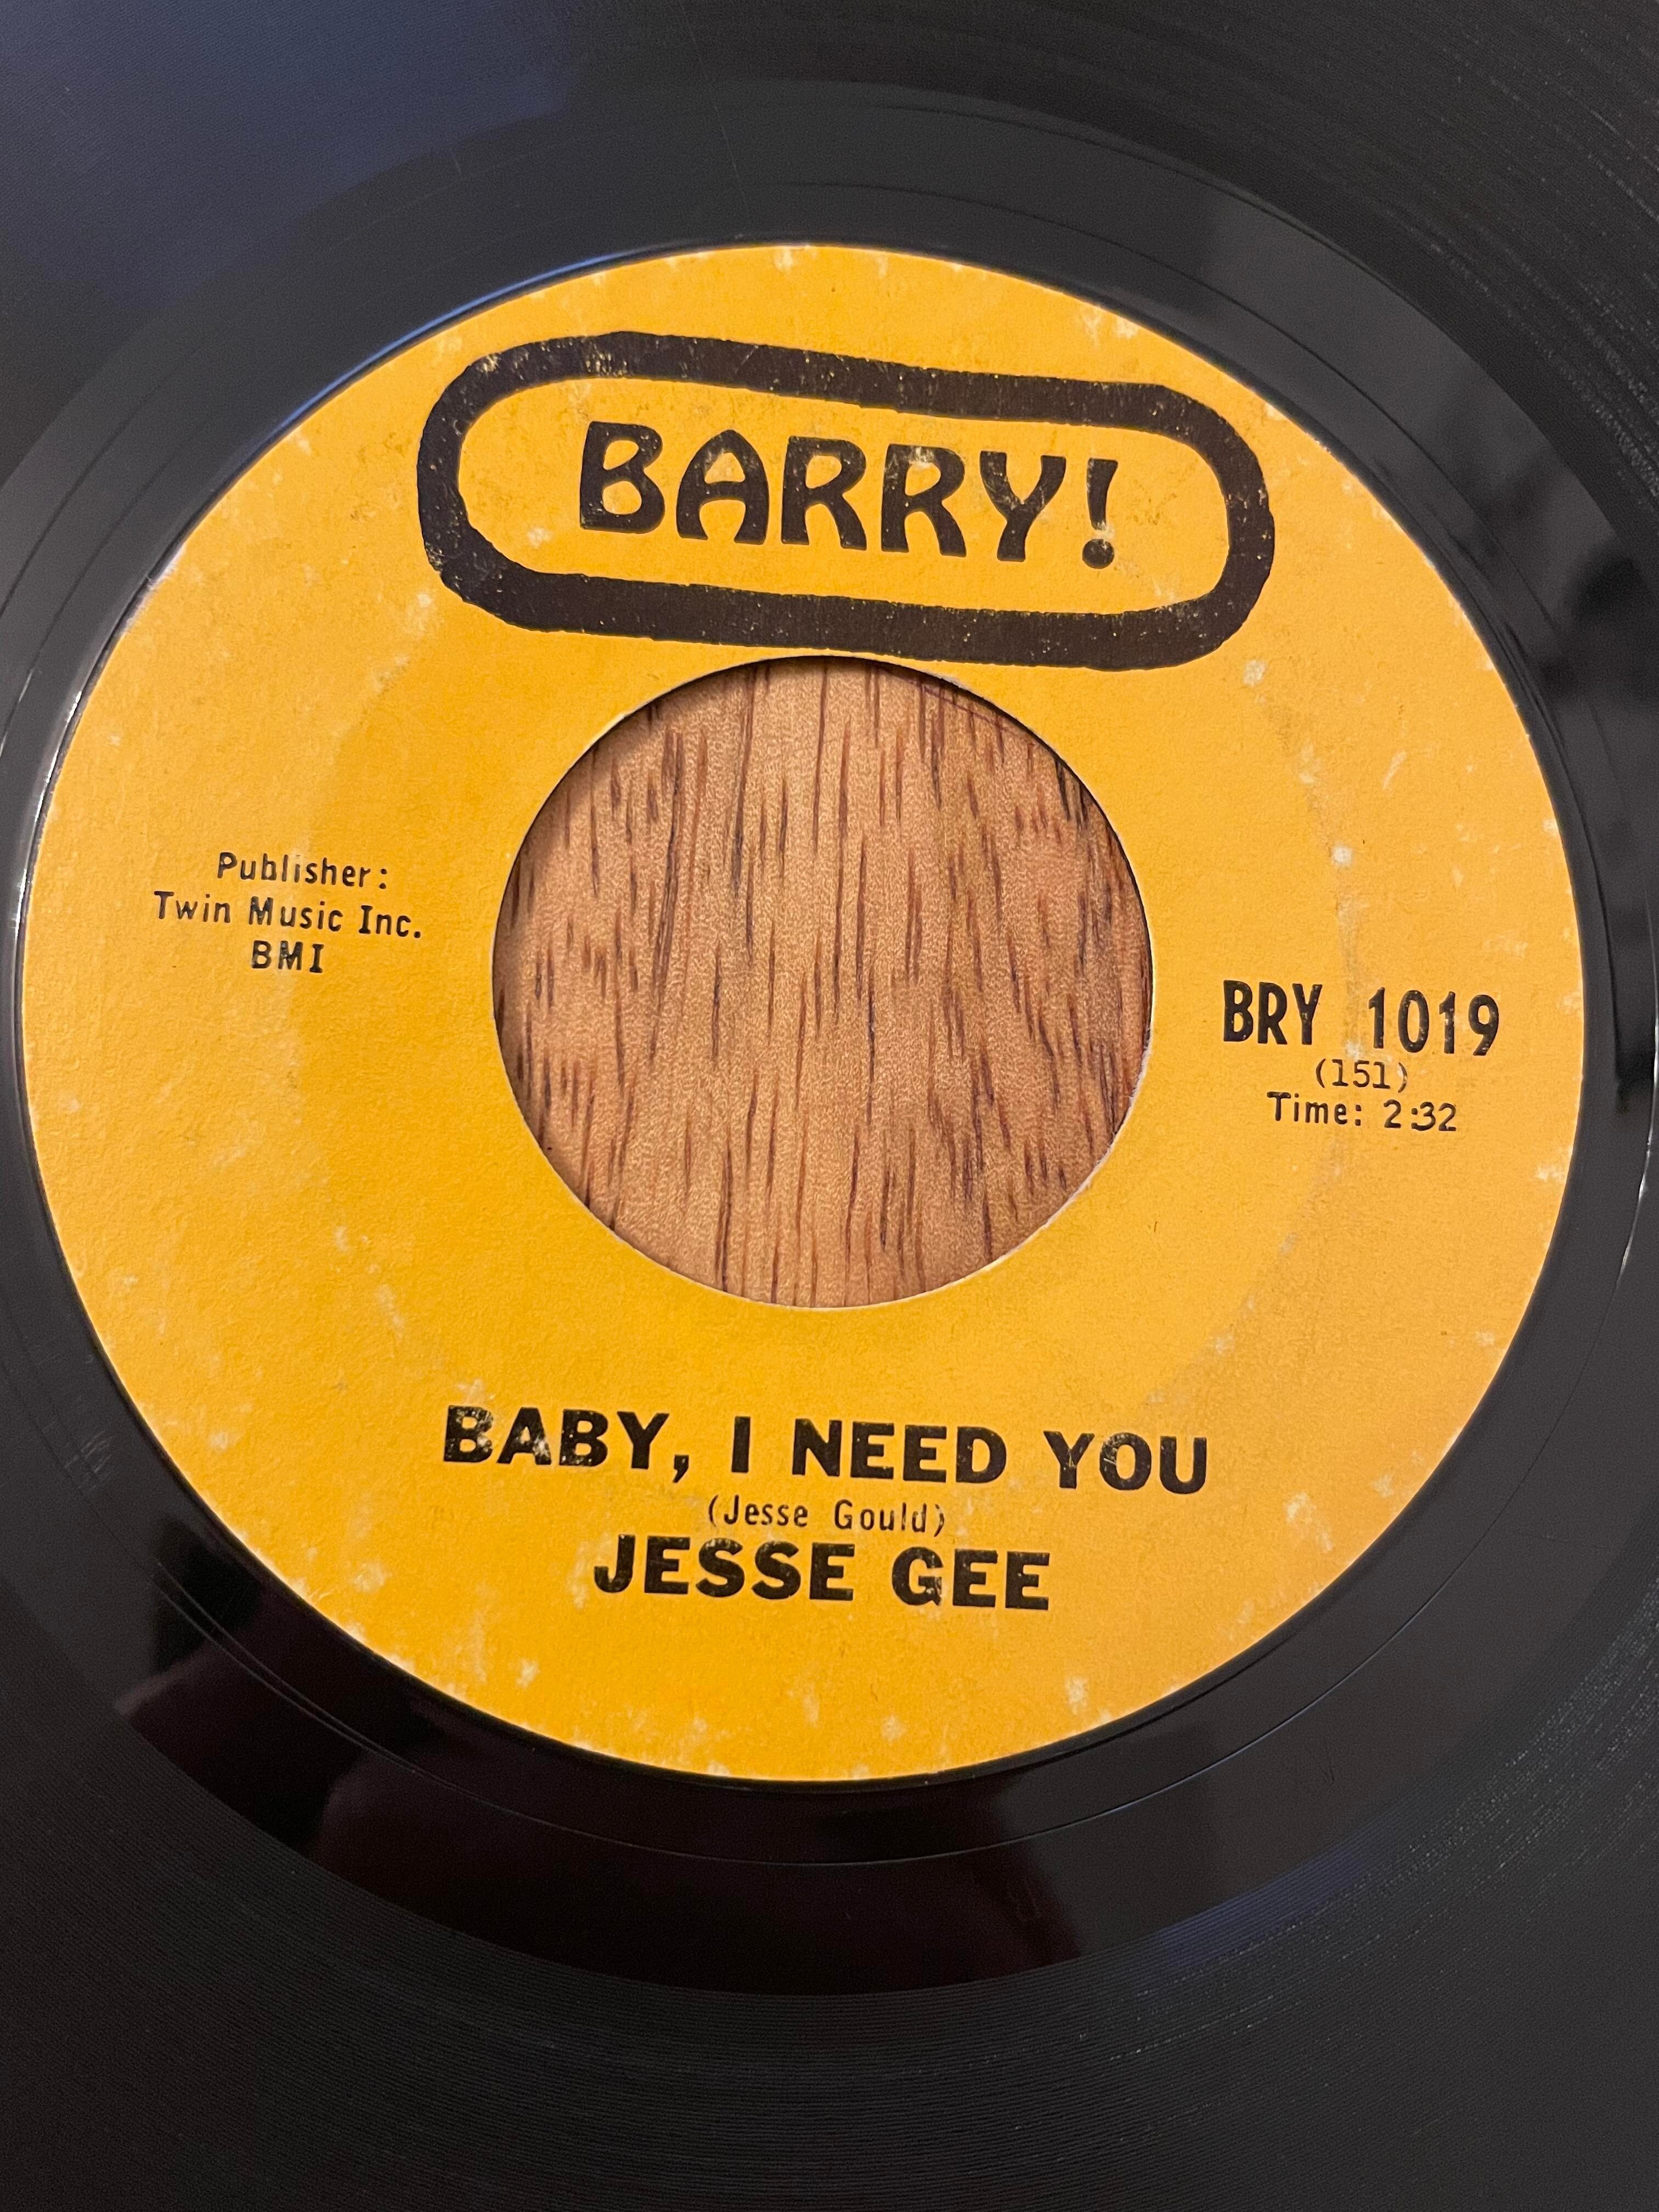 BARRY!
Publisher:
Twin Music Inc.
BMI
BRY 1019
(151)
Time: 2:32
BABY, I NEED YOU
(Jesse Gould)
JESSE GEE